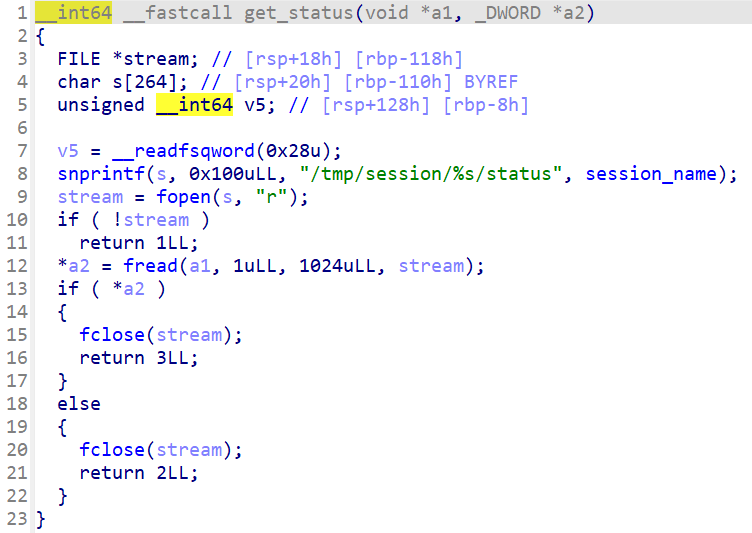 1 __int64 __fastcall get_status(void *a1, _DWORD *a2)
2 {
3   FILE *stream; // [rsp+18h] [rbp-118h]
4   char s[264]; // [rsp+20h] [rbp-110h] BYREF
5   unsigned __int64 v5; // [rsp+128h] [rbp-8h]
6
7   v5 = __readfsqword(0x28u);
8   snprintf(s, 0x100uLL, "/tmp/session/%s/status", session_name);
9   stream = fopen(s, "r");
10   if ( !stream )
11     return 1LL;
12   *a2 = fread(a1, 1uLL, 1024uLL, stream);
13   if ( *a2 )
14   {
15     fclose(stream);
16     return 3LL;
17   }
18   else
19   {
20     fclose(stream);
21     return 2LL;
22   }
23 }